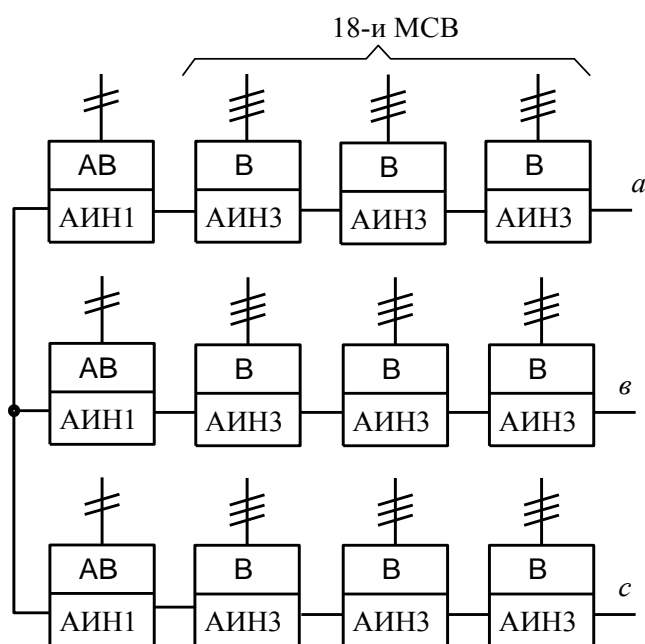 18-и МСВ
АВ В В В
АИН1 АИН3 АИН3 АИН3 а
АВ В В В
АИН1 АИН3 АИН3 АИН3 в
АВ В В В
АИН1 АИН3 АИН3 АИН3 с